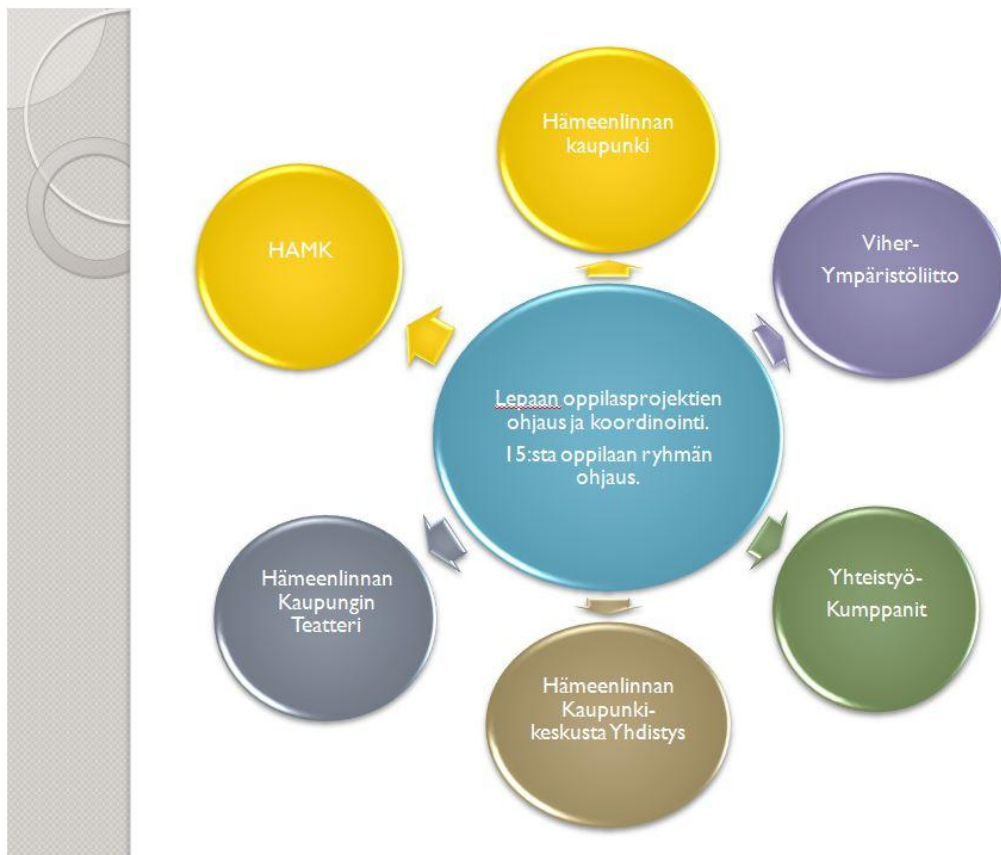 Hämeenlinnan
kaupunki
HAMK
Viher-
Ympäristöliitto
Lepaan oppilasprojektien
ohjaus ja koordinointi.
15:sta oppilaan ryhmän
ohjaus.
Hämeenlinnan
Kaupungin
Teatteri
Yhteistyö-
Kumppanit
Hämeenlinnan
Kaupunki-
keskusta Yhdistys